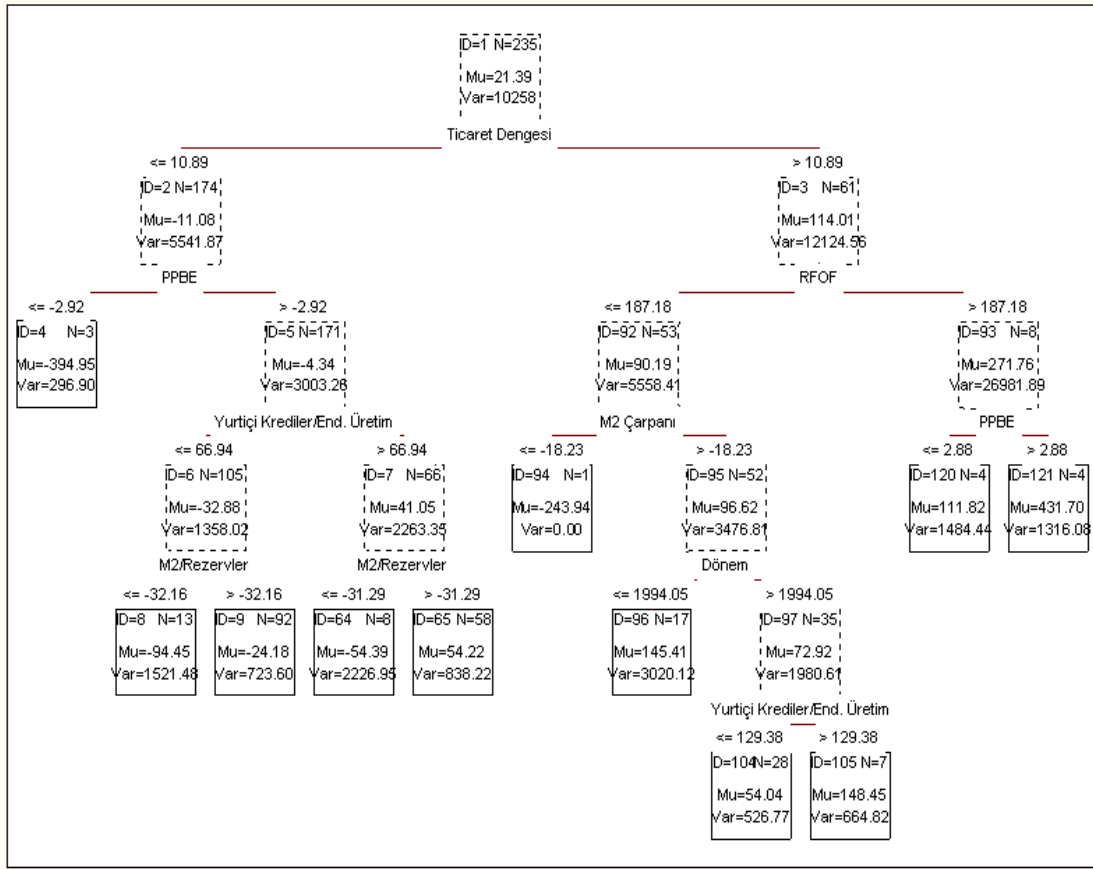 ID=1 N=235
Mu=21.39
Var=10258
Ticaret Dengesi
<= 10.89
> 10.89
ID=2 N=174
ID=3 N=61
Mu=-11.08
Mu=114.01
Var=5541.87
Var=12124.56
PPBE
RFOF
<= -2.92
> -2.92
<= 187.18
> 187.18
ID=4 N=3
ID=5 N=171
ID=92 N=53
ID=93 N=8
Mu=-394.95
Mu=-4.34
Mu=90.19
Mu=271.76
Var=296.90
Var=3003.26
Var=5558.41
Var=26981.89
Yurtiçi Krediler/End. Üretim
M2 Çarpanı
PPBE
<= 66.94
> 66.94
<= -18.23
> -18.23
<= 2.88
> 2.88
ID=6 N=105
ID=7 N=66
ID=94 N=1
ID=95 N=52
ID=120 N=4
ID=121 N=4
Mu=-32.88
Mu=41.05
Mu=-243.94
Mu=96.62
Mu=111.82
Mu=431.70
Var=1358.02
Var=2263.35
Var=0.00
Var=3476.81
Var=1484.44
Var=1316.08
M2/Rezervler
M2/Rezervler
Dönem
<= -32.16
> -32.16
<= -31.29
> -31.29
<= 1994.05
> 1994.05
ID=8 N=13
ID=9 N=92
ID=64 N=8
ID=65 N=58
ID=96 N=17
ID=97 N=35
Mu=-94.45
Mu=-24.18
Mu=-54.39
Mu=54.22
Mu=145.41
Mu=72.92
Var=1521.48
Var=723.60
Var=2226.95
Var=838.22
Var=3020.12
Var=1980.61
Yurtiçi Krediler/End. Üretim
<= 129.38
> 129.38
ID=104 N=28
ID=105 N=7
Mu=54.04
Mu=148.45
Var=526.77
Var=664.82